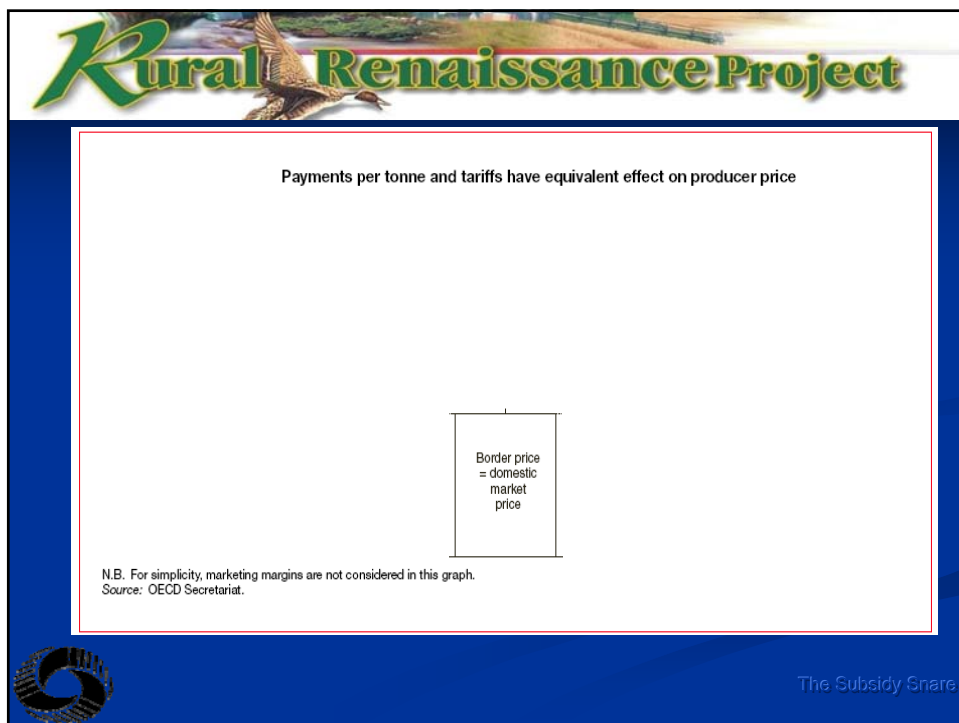 Rural Renaissance Project
Payments per tonne and tariffs have equivalent effect on producer price
Border price
= domestic
market
price
N.B. For simplicity, marketing margins are not considered in this graph.
Source: OECD Secretariat.
The Subsidy Snare